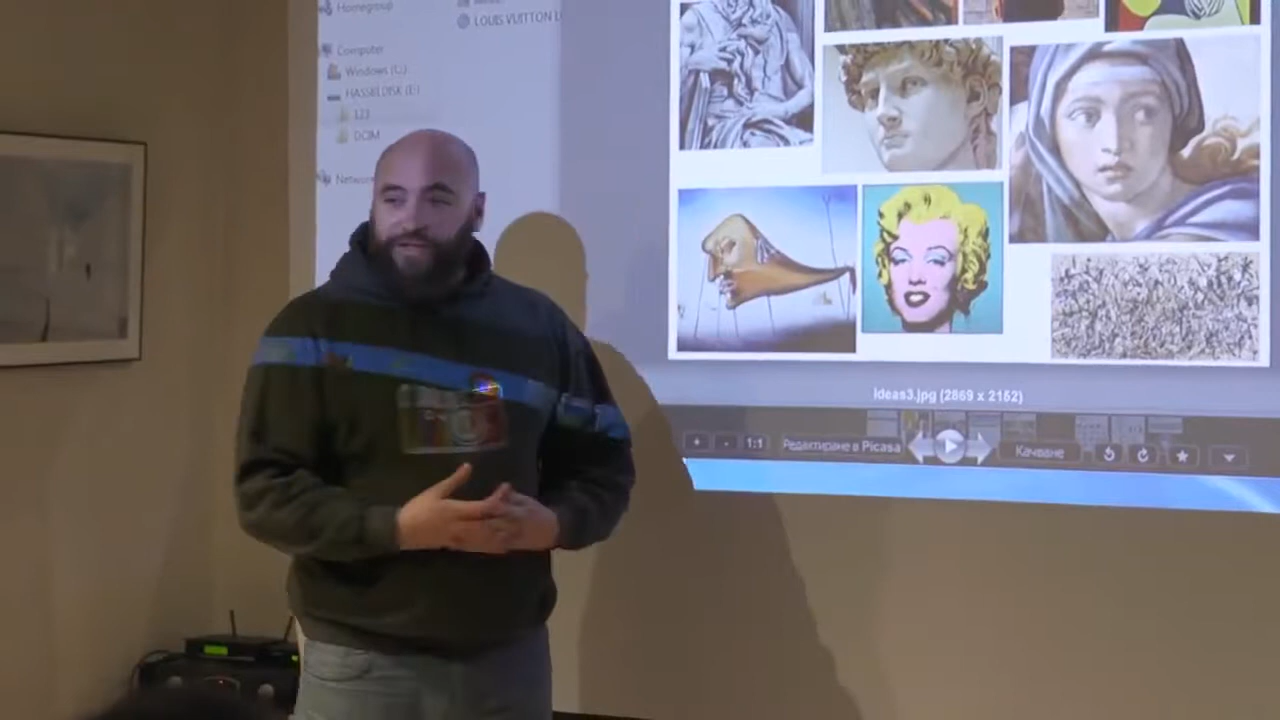 Homegroup
LOUIS VUITTON D
Computer
Windows (C:)
HASSELDISK (E:)
123
DCIM
Network
Ideas3.jpg (2869 x 2152)
1:1
Редактиране в Picasa
Качване